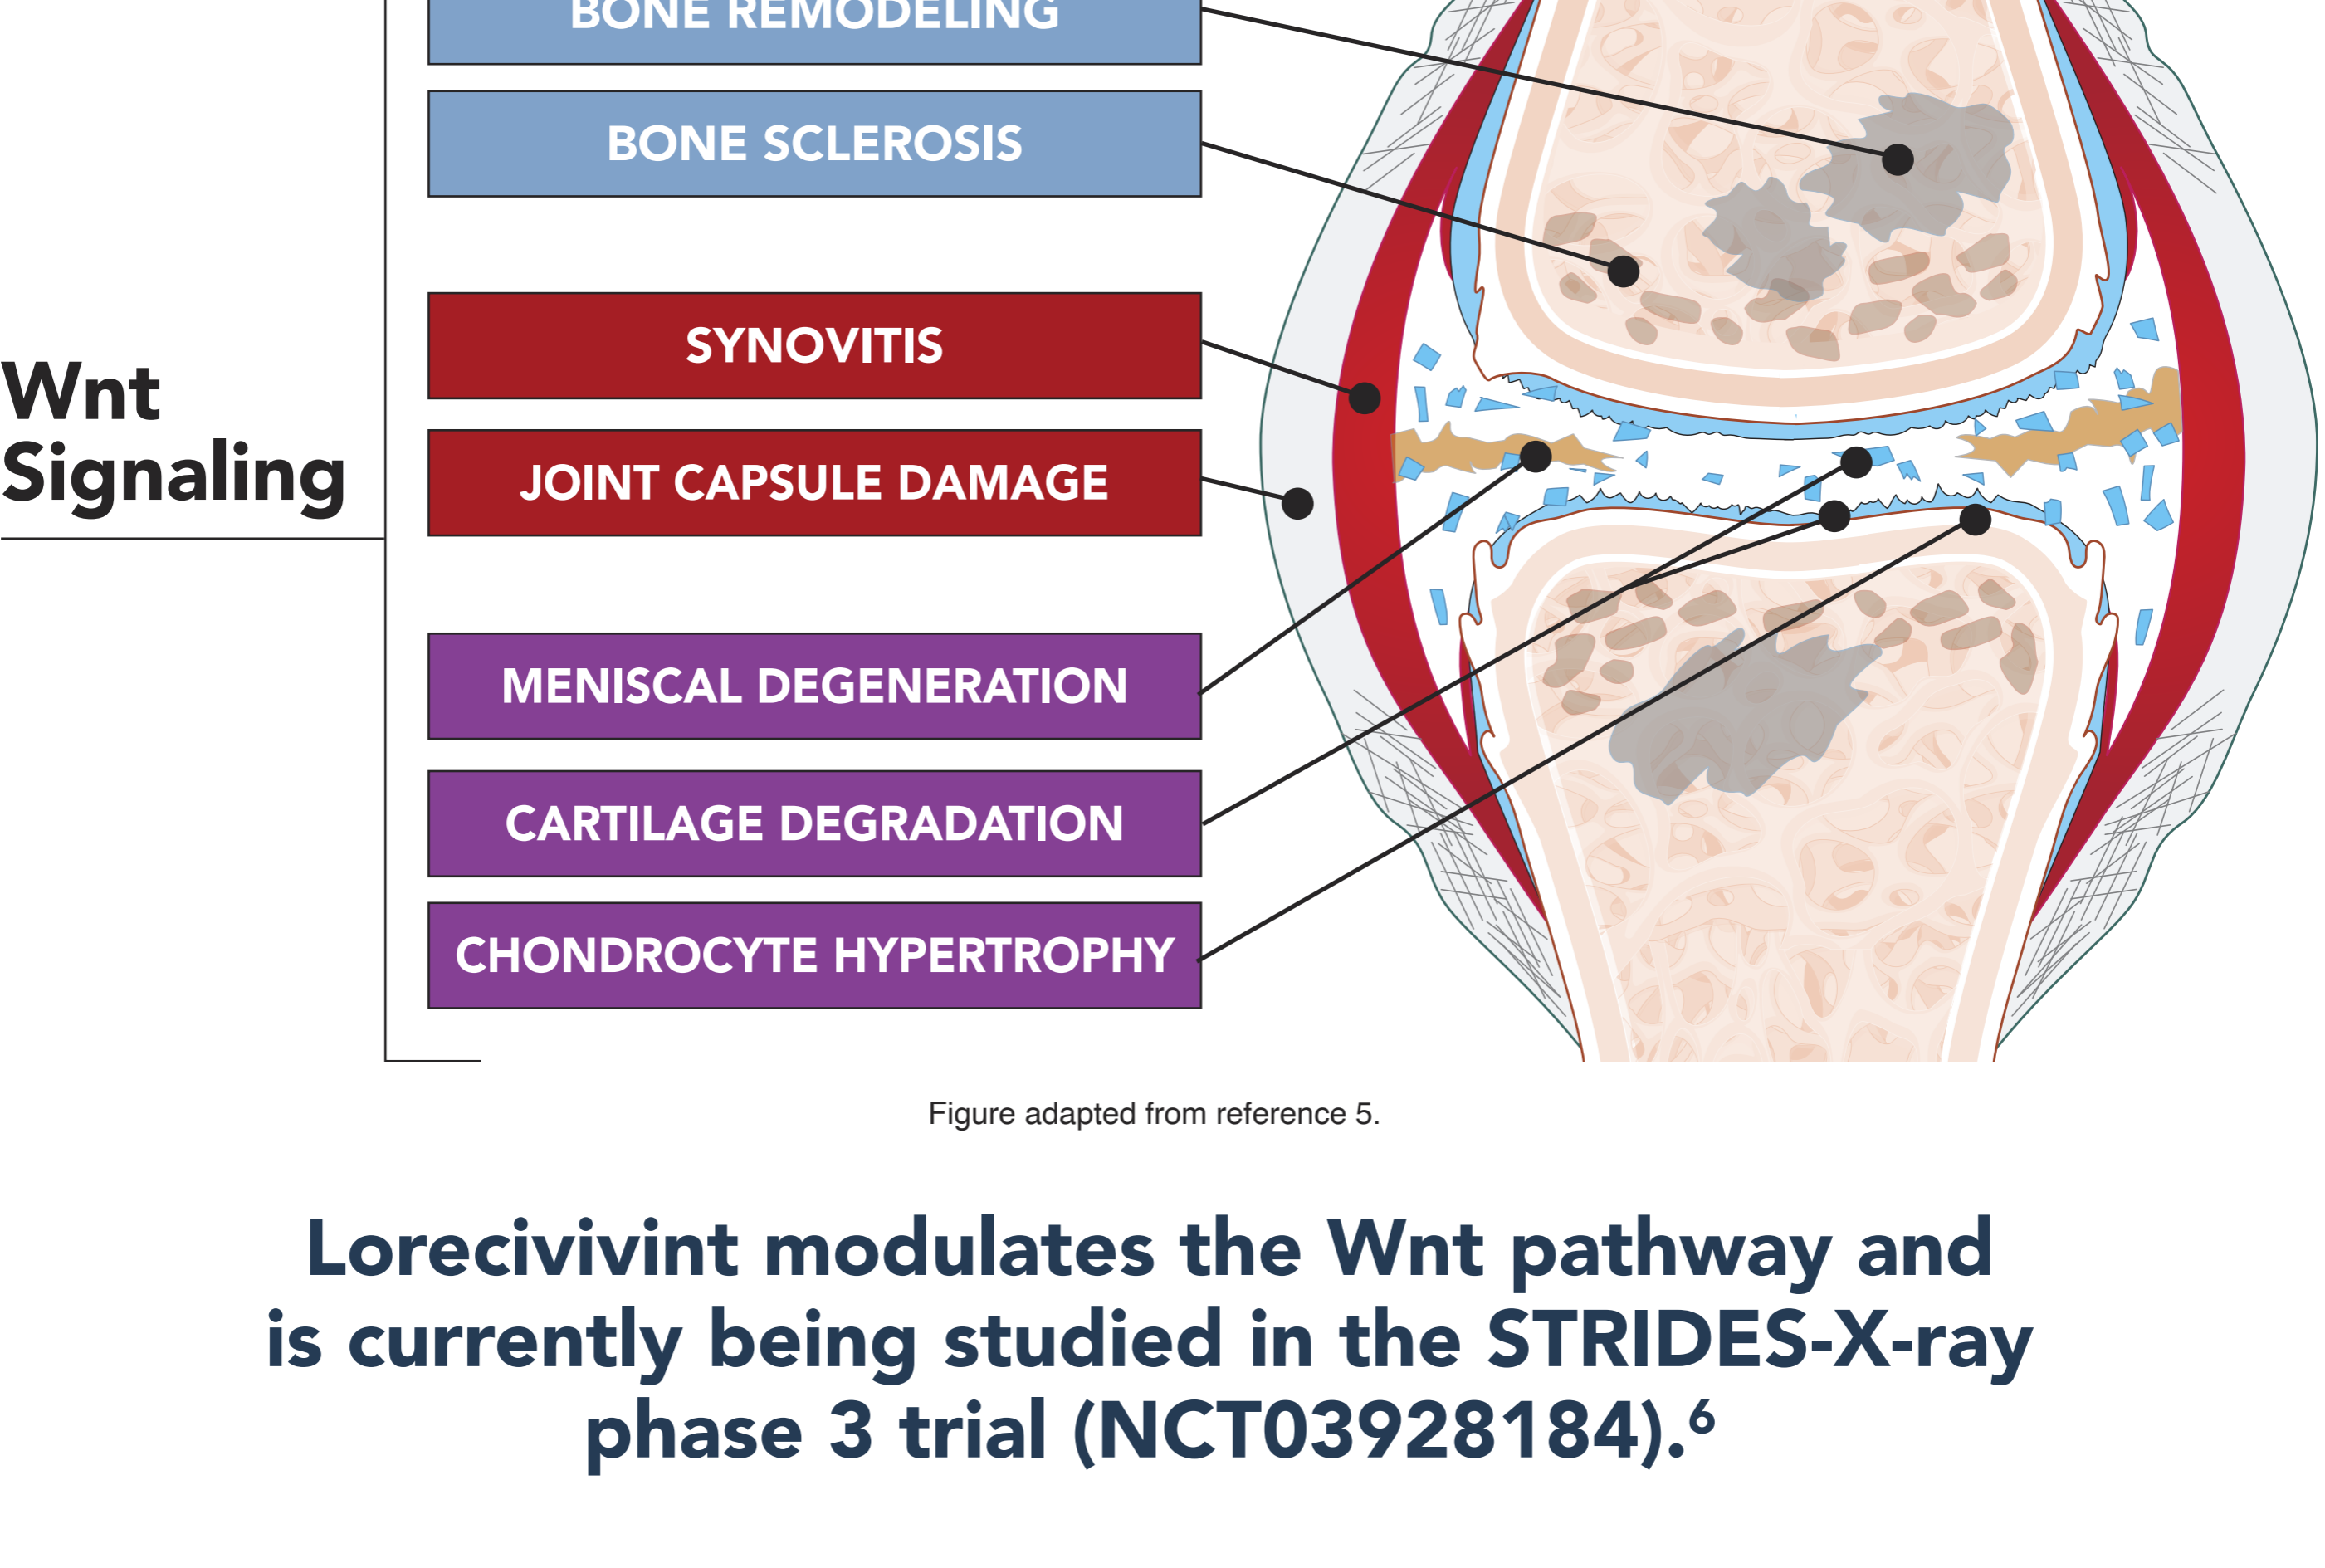 BONE REMODELING
BONE SCLEROSIS
SYNOVITIS
Wnt
Signaling
JOINT CAPSULE DAMAGE
MENISCAL DEGENERATION
CARTILAGE DEGRADATION
CHONDROCYTE HYPERTROPHY
Figure adapted from reference 5.
Lorecivivint modulates the Wnt pathway and
is currently being studied in the STRIDES-X-ray
phase 3 trial (NCT03928184).⁶